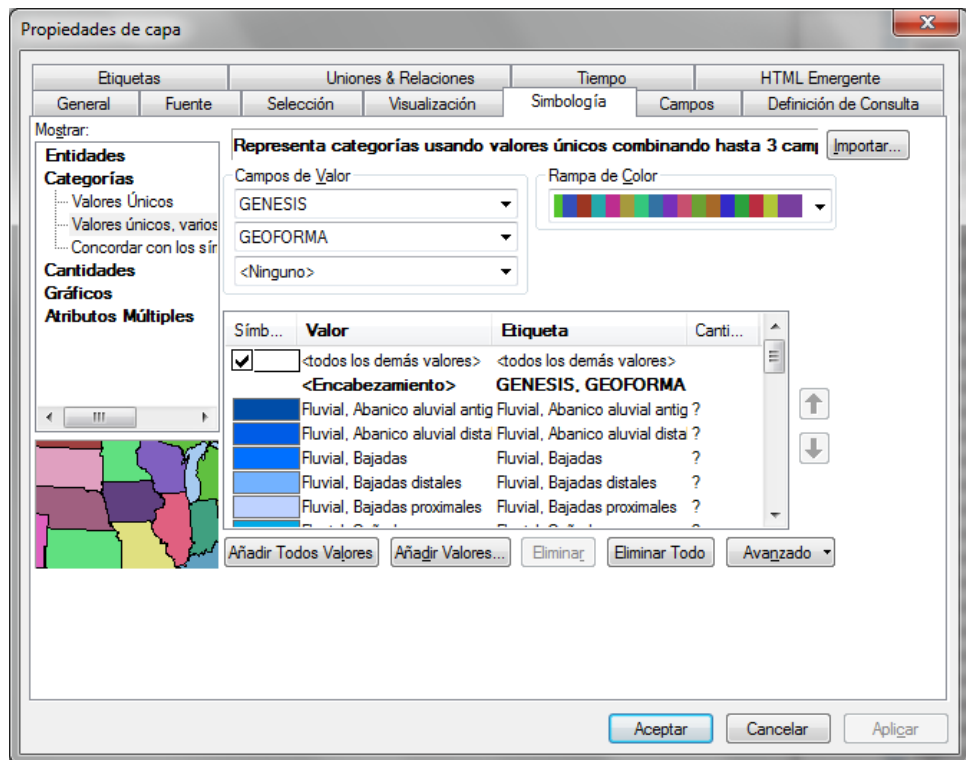 Propiedades de capa
Etiquetas Uniones & Relaciones Tiempo HTML Emergente
General Fuente Selección Visualización Simbología Campos Definición de Consulta
Mostrar:
Entidades
Categorías
Valores Únicos
Valores únicos, varios
Concordar con los sír
Cantidades
Gráficos
Atributos Múltiples
Representa categorías usando valores únicos combinando hasta 3 camp
Importar...
Campos de Valor
GENESIS
GEOFORMA
<Ninguno>
Rampa de Color
Símb... Valor Etiqueta Canti...
<todos los demás valores> <todos los demás valores>
<Encabezamiento> GENESIS, GEOFORMA
Fluvial, Abanico aluvial antig Fluvial, Abanico aluvial antig ?
Fluvial, Abanico aluvial dista Fluvial, Abanico aluvial dista ?
Fluvial, Bajadas Fluvial, Bajadas ?
Fluvial, Bajadas distales Fluvial, Bajadas distales ?
Fluvial, Bajadas proximales Fluvial, Bajadas proximales ?
Añadir Todos Valores Añadir Valores... Eliminar Eliminar Todo Avanzado
Aceptar Cancelar Aplicar